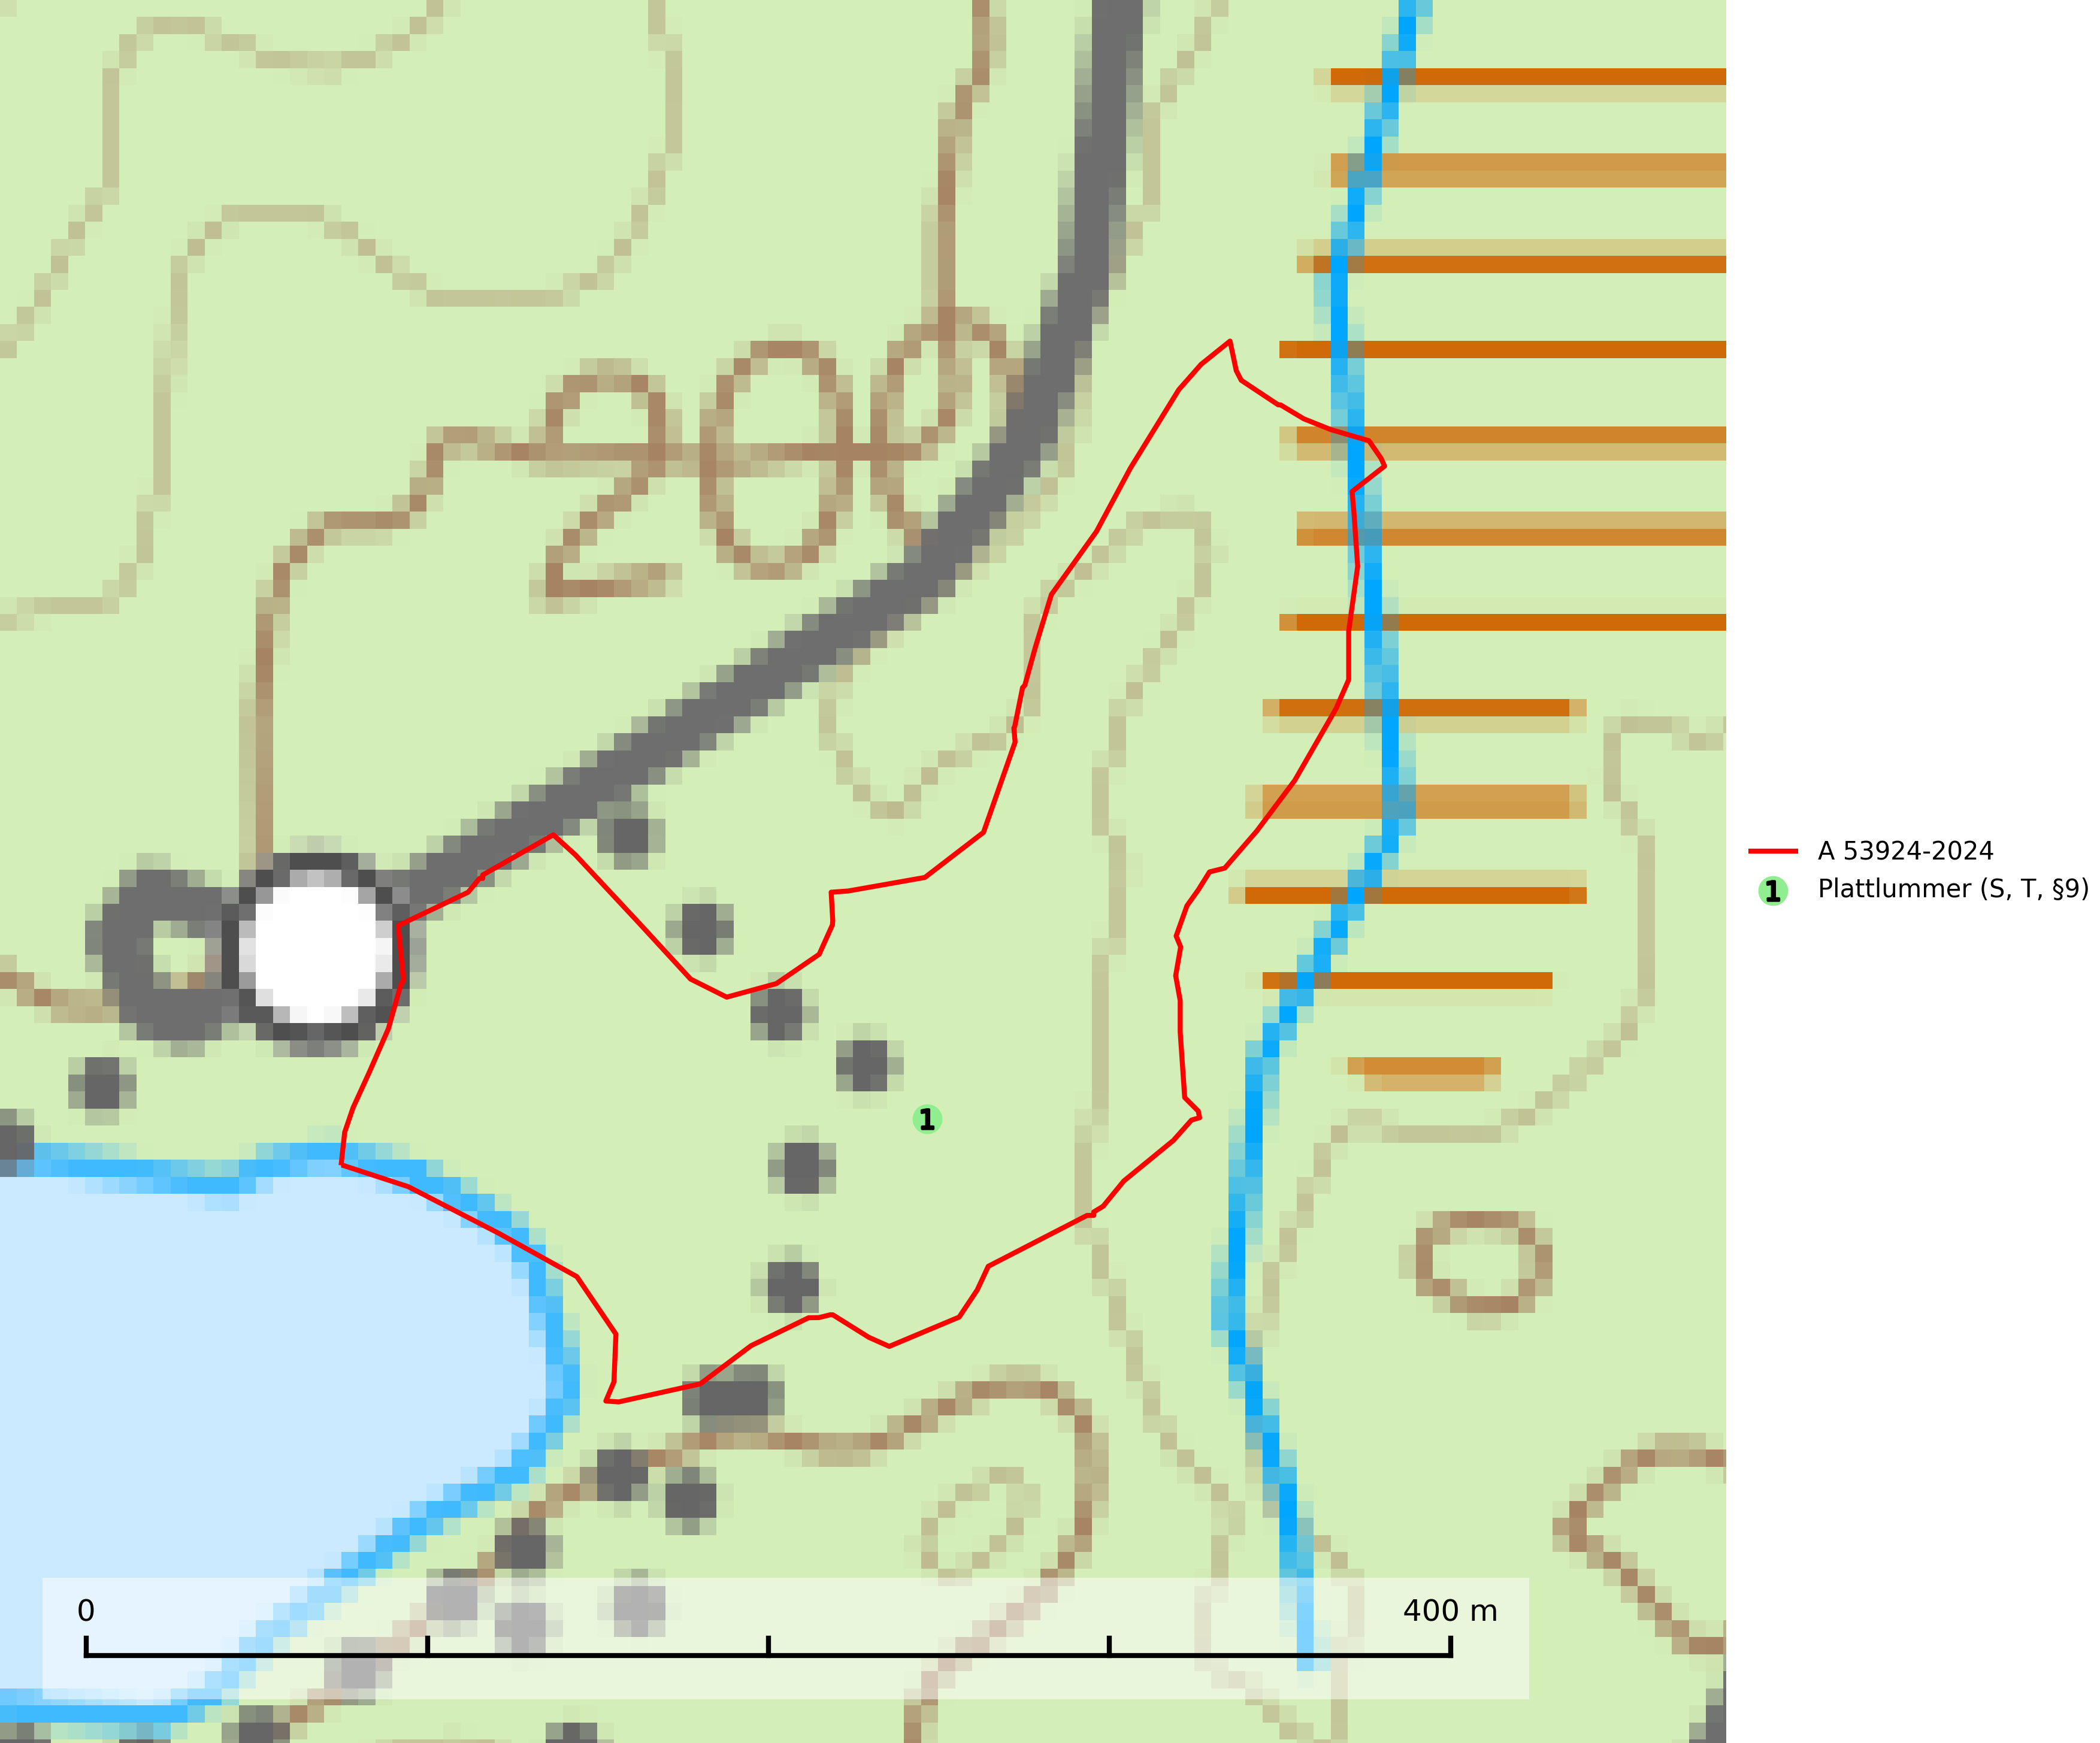 200
1
A 53924-2024
1 Plattlummer (S, T, §9)
0 400 m